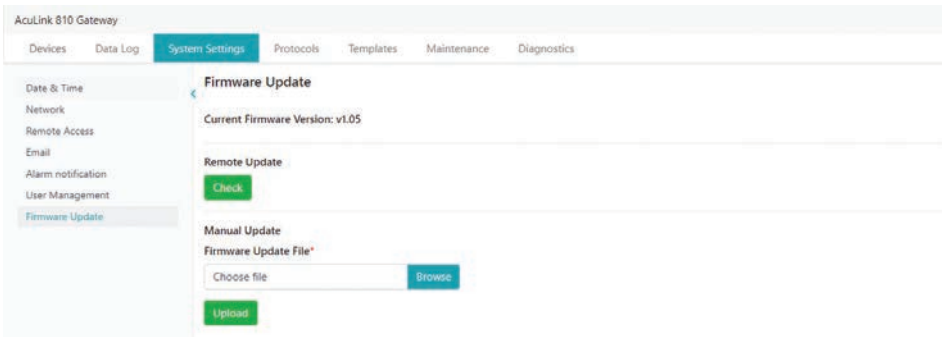 AcuLink 810 Gateway
Devices Data Log System Settings Protocols Templates Maintenance Diagnostics
Date & Time
Network
Remote Access
Email
Alarm notification
User Management
Firmware Update
Firmware Update
Current Firmware Version: v1.05
Remote Update
Check
Manual Update
Firmware Update File*
Choose file Browse
Upload